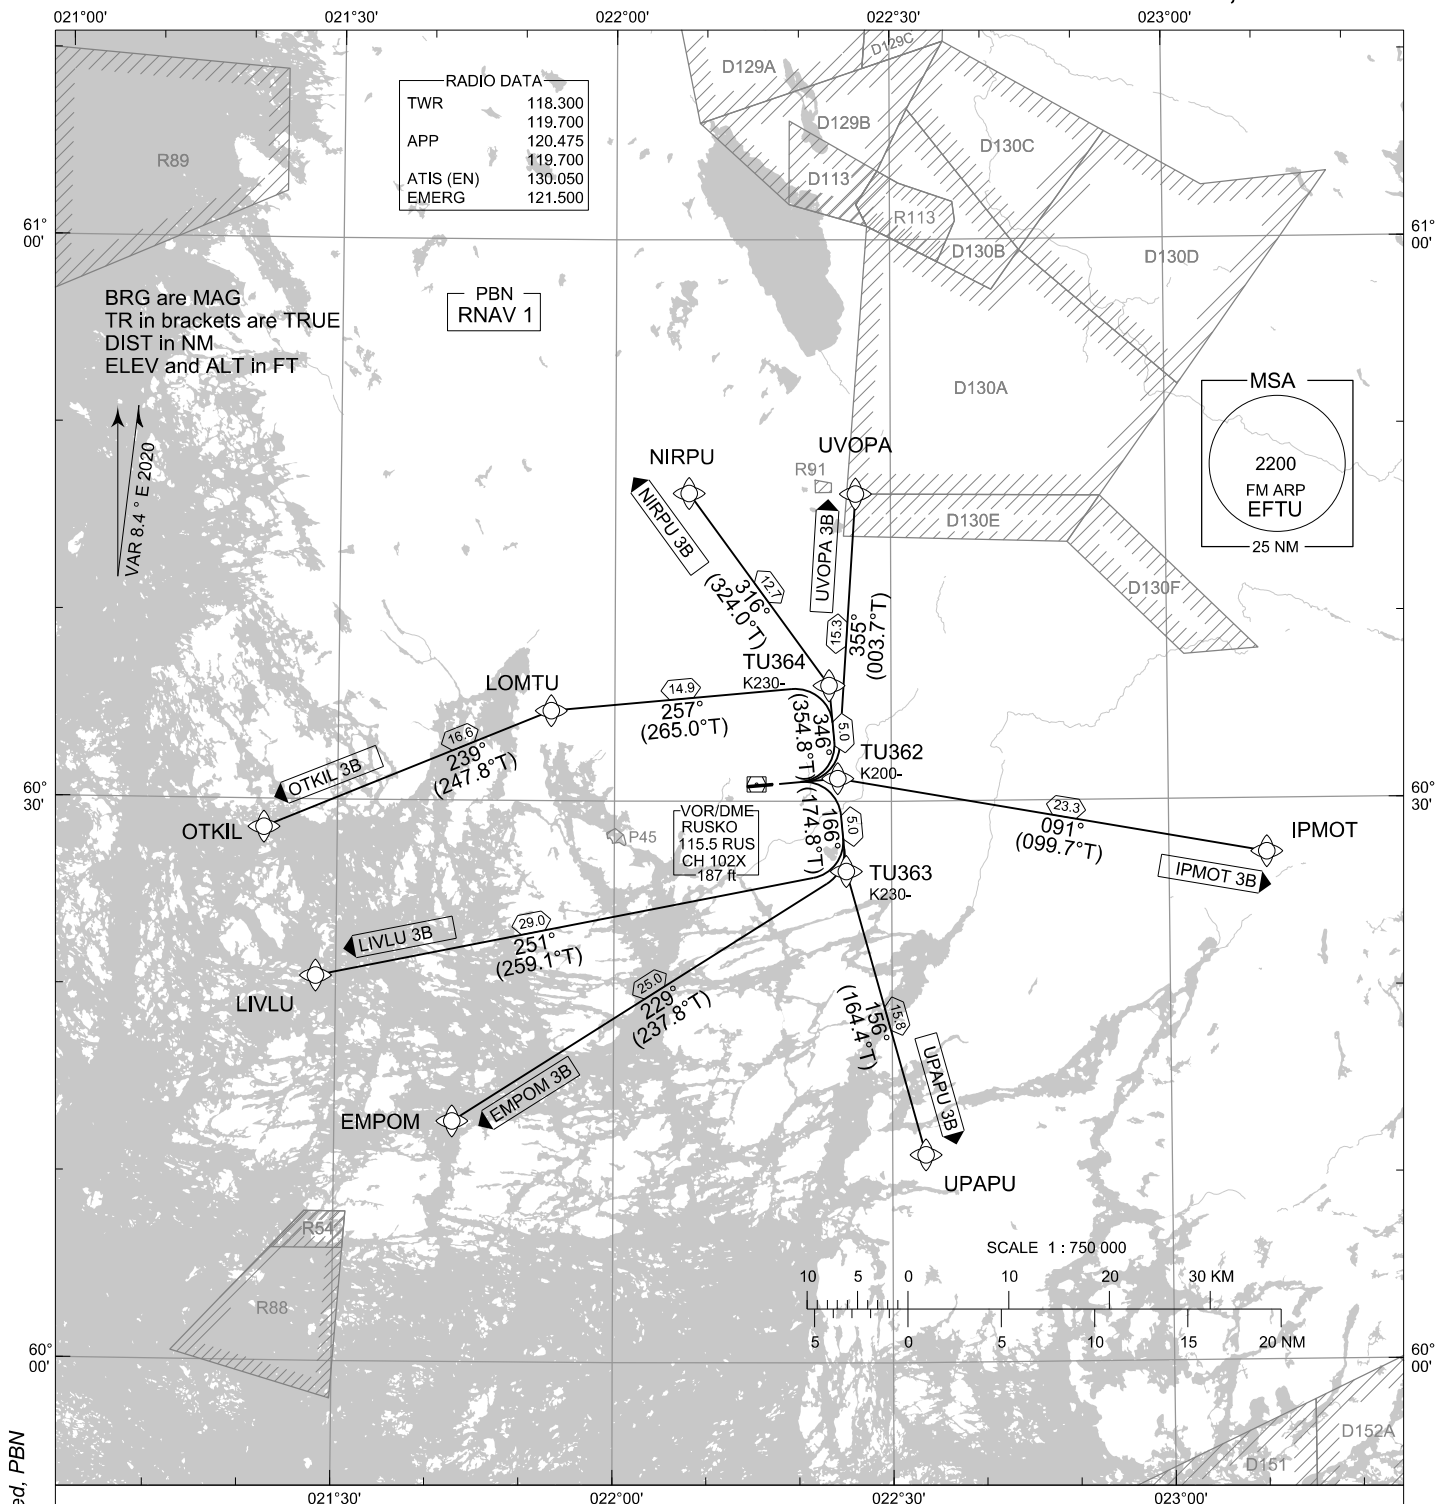 021°00'
021°30'
022°00'
022°30'
023°00'
RADIO DATA
TWR 118.300
119.700
APP 120.475
119.700
ATIS (EN) 130.050
EMERG 121.500
D129A
D129C
D129B
D130C
D113
R113
D130B
D130D
R89
61°
00'
61°
00'
BRG are MAG
TR in brackets are TRUE
DIST in NM
ELEV and ALT in FT
PBN
RNAV 1
VAR 8.4 ° E 2020
D130A
MSA
2200
FM ARP
EFTU
25 NM
UVOPA
NIRPU
R91
NIRPU 3B
UVOPA 3B
D130E
D130F
12.7
316°
(324.0°T)
15.3
355°
(003.7°T)
TU364
K230-
LOMTU
14.9
257°
(265.0°T)
346°
(354.8°T)
5.0
TU362
K200-
16.6
239°
(247.8°T)
OTKIL 3B
OTKIL
60°
30'
60°
30'
VOR/DME
RUSKO
115.5 RUS
CH 102X
187 ft
P45
166°
(174.8°T)
5.0
23.3
091°
(099.7°T)
IPMOT
IPMOT 3B
TU363
K230-
LIVLU 3B
29.0
251°
(259.1°T)
LIVLU
25.0
229°
(237.8°T)
156°
(164.4°T)
15.8
UPAPU 3B
EMPOM 3B
EMPOM
UPAPU
R54
R88
SCALE 1 : 750 000
10 5 0 10 20 30 KM
5 0 5 10 15 20 NM
60°
00'
60°
00'
D152A
D151
ed, PBN
021°30'
022°00'
022°30'
023°00'